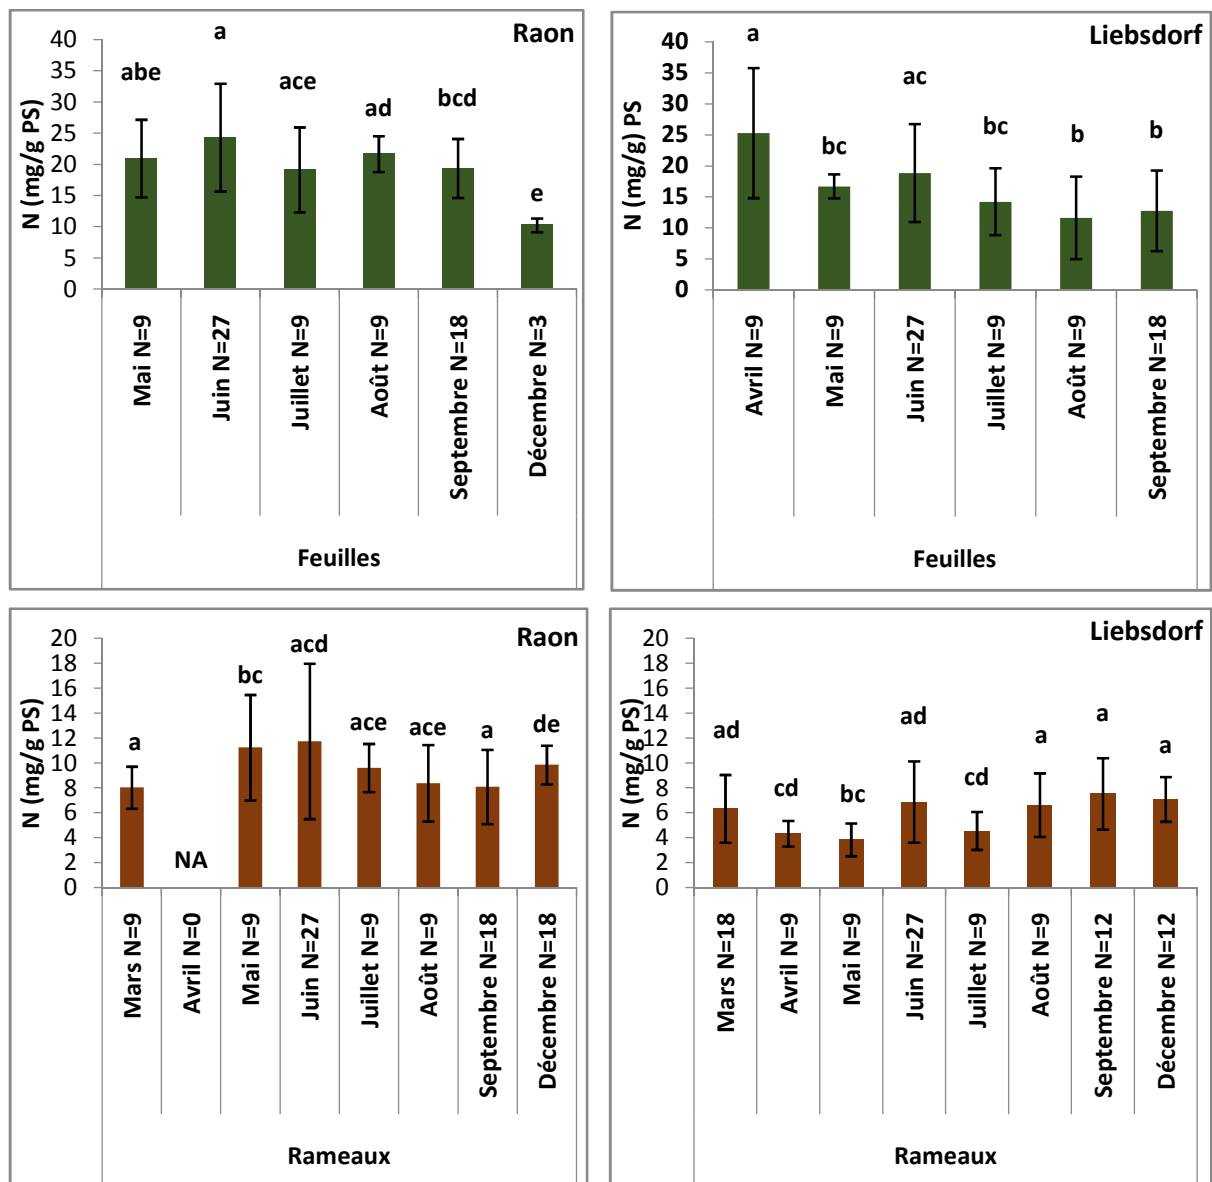 Raon
N (mg/g PS)
40
35
30
25
20
15
10
5
0
abe
a
ace
ad
bcd
e
Mai N=9
Juin N=27
Juillet N=9
Août N=9
Septembre N=18
Décembre N=3
Feuilles
Liebsdorf
N (mg/g) PS
40
35
30
25
20
15
10
5
0
a
bc
ac
bc
b
b
Avril N=9
Mai N=9
Juin N=27
Juillet N=9
Août N=9
Septembre N=18
Feuilles
Raon
N (mg/g PS)
20
18
16
14
12
10
8
6
4
2
0
a
NA
bc
acd
ace
ace
a
de
Mars N=9
Avril N=0
Mai N=9
Juin N=27
Juillet N=9
Août N=9
Septembre N=18
Décembre N=18
Rameaux
Liebsdorf
N (mg/g PS)
20
18
16
14
12
10
8
6
4
2
0
ad
cd
bc
ad
cd
a
a
a
Mars N=18
Avril N=9
Mai N=9
Juin N=27
Juillet N=9
Août N=9
Septembre N=12
Décembre N=12
Rameaux